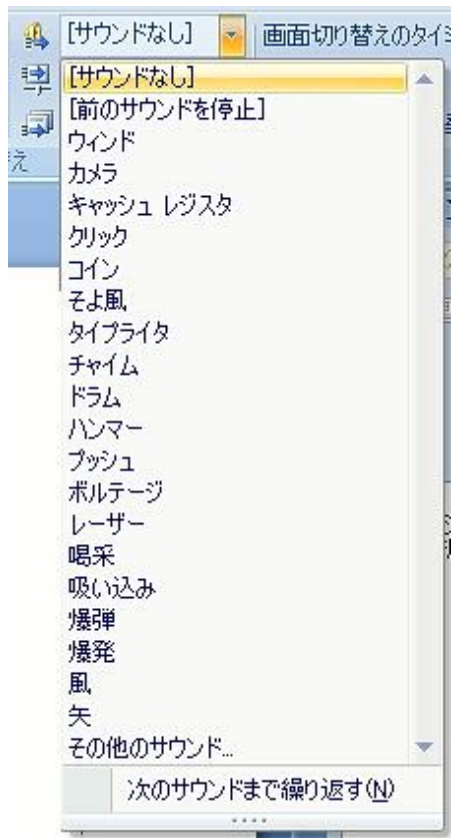 [サウンドなし] 画面切り替えのタイミ
[サウンドなし]
[前のサウンドを停止]
ウィンド
カメラ
キャッシュ レジスタ
クリック
コイン
そよ風
タイプライタ
チャイム
ドラム
ハンマー
プッシュ
ボルテージ
レーザー
喝采
吸い込み
爆弾
爆発
風
矢
その他のサウンド...
次のサウンドまで繰り返す(N)
え